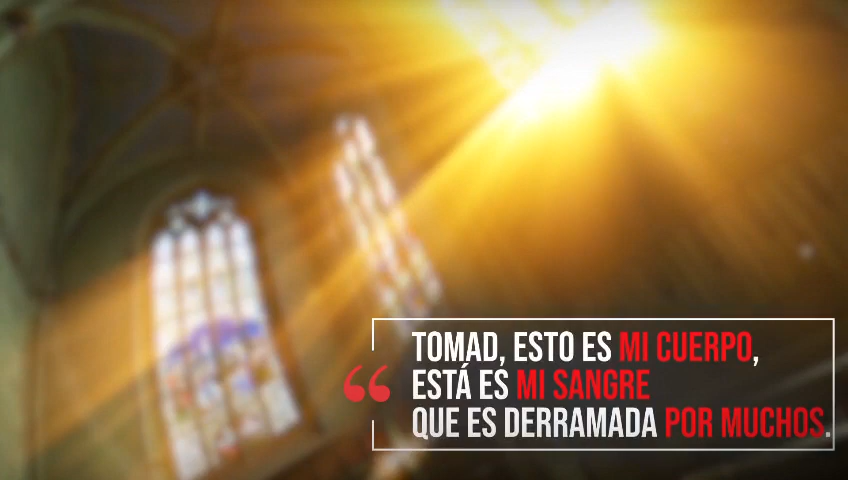 TOMAD, ESTO ES MI CUERPO,
ESTÁ ES MI SANGRE
QUE ES DERRAMADA POR MUCHOS.